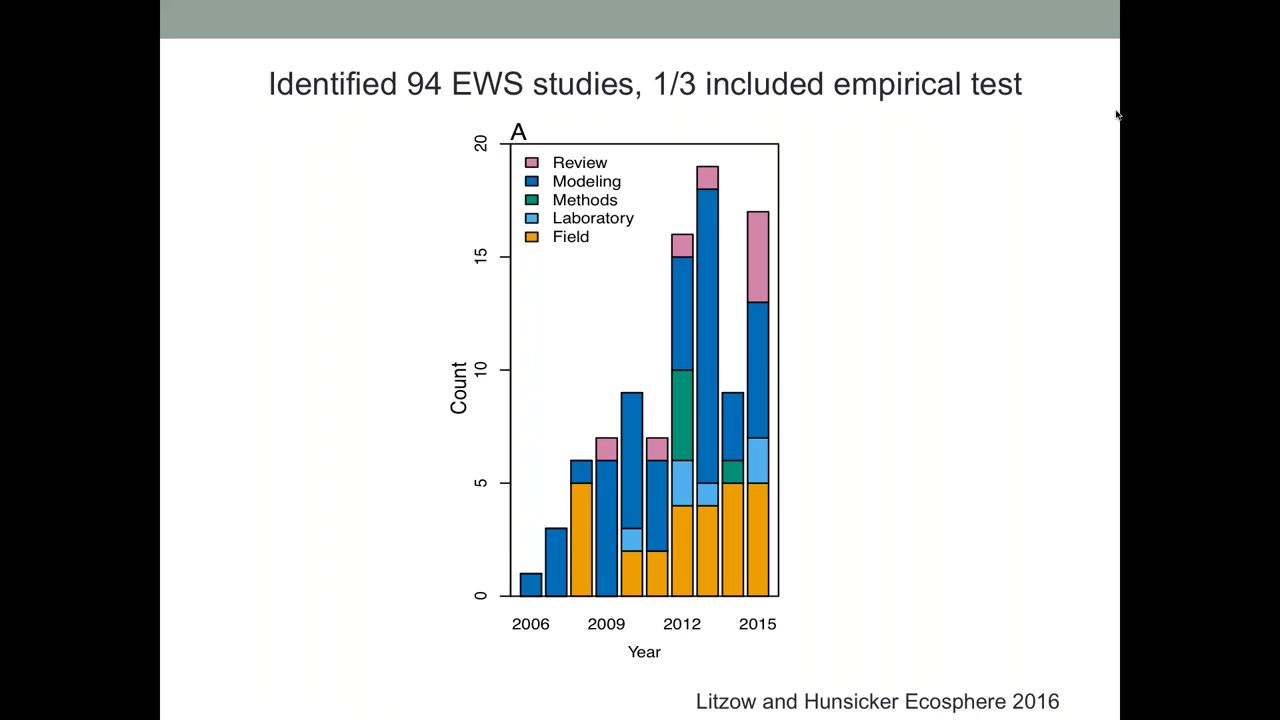 Identified 94 EWS studies, 1/3 included empirical test
A
Review
Modeling
Methods
Laboratory
Field
20
15
10
5
0
Count
2006 2009 2012 2015
Year
Litzow and Hunsicker Ecosphere 2016